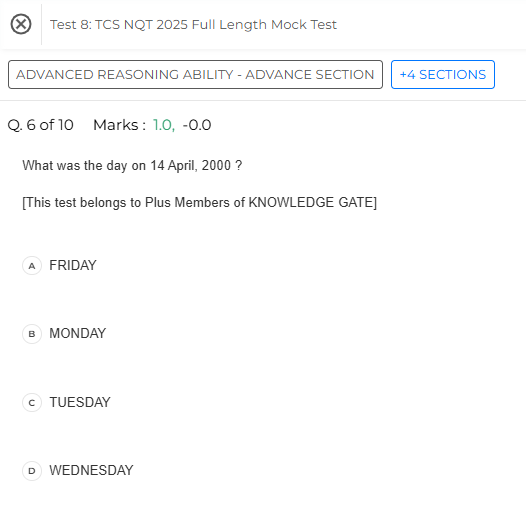 Test 8: TCS NQT 2025 Full Length Mock Test
ADVANCED REASONING ABILITY - ADVANCE SECTION +4 SECTIONS
Q. 6 of 10 Marks : 1.0, -0.0
What was the day on 14 April, 2000 ?
[This test belongs to Plus Members of KNOWLEDGE GATE]
A FRIDAY
B MONDAY
C TUESDAY
D WEDNESDAY